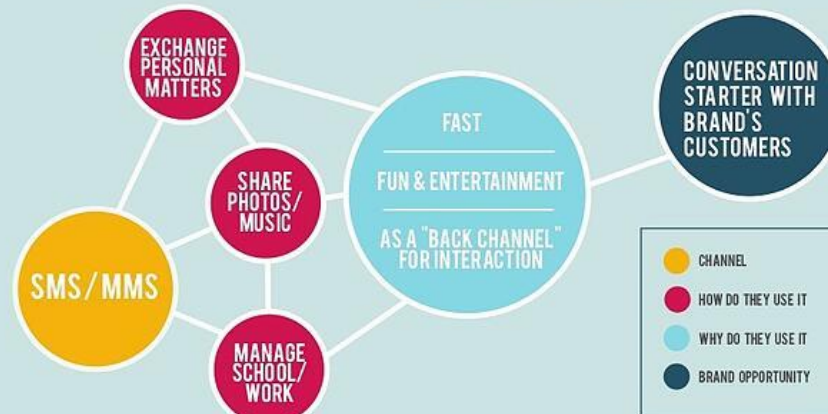 EXCHANGE
PERSONAL
MATTERS
SHARE
PHOTOS/
MUSIC
SMS/MMS
MANAGE
SCHOOL/
WORK
FAST
FUN & ENTERTAINMENT
AS A "BACK CHANNEL"
FOR INTERACTION
CONVERSATION
STARTER WITH
BRAND'S
CUSTOMERS
CHANNEL
HOW DO THEY USE IT
WHY DO THEY USE IT
BRAND OPPORTUNITY